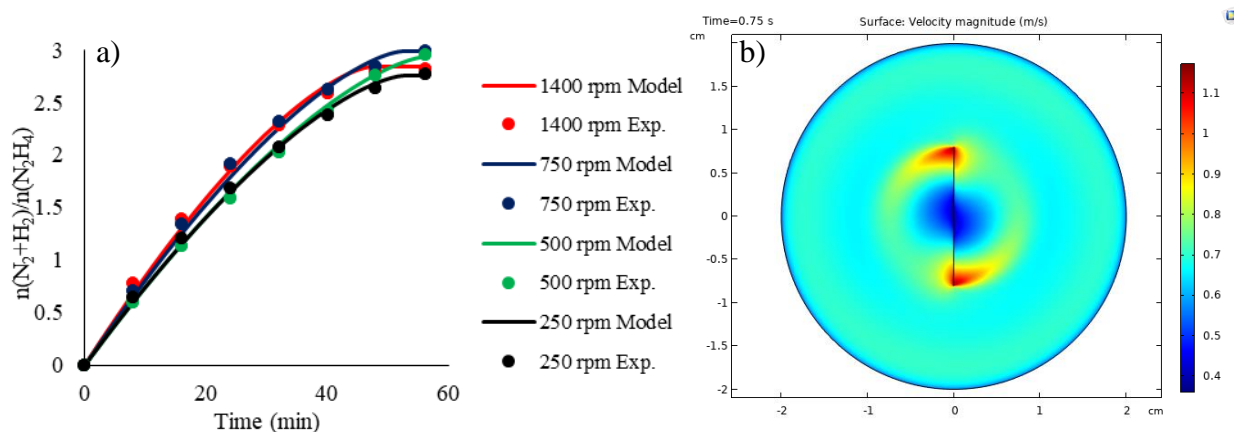 a)
n(N₂+H₂)/n(N₂H₄)
3
2.5
2
1.5
1
0.5
0
0 20 40 60
Time (min)
1400 rpm Model
1400 rpm Exp.
750 rpm Model
750 rpm Exp.
500 rpm Model
500 rpm Exp.
250 rpm Model
250 rpm Exp.
b)
Time=0.75 s Surface: Velocity magnitude (m/s)
cm
2
1.5
1
0.5
0
-0.5
-1
-1.5
-2
-2 -1 0 1 2 cm
1.1
1
0.9
0.8
0.7
0.6
0.5
0.4